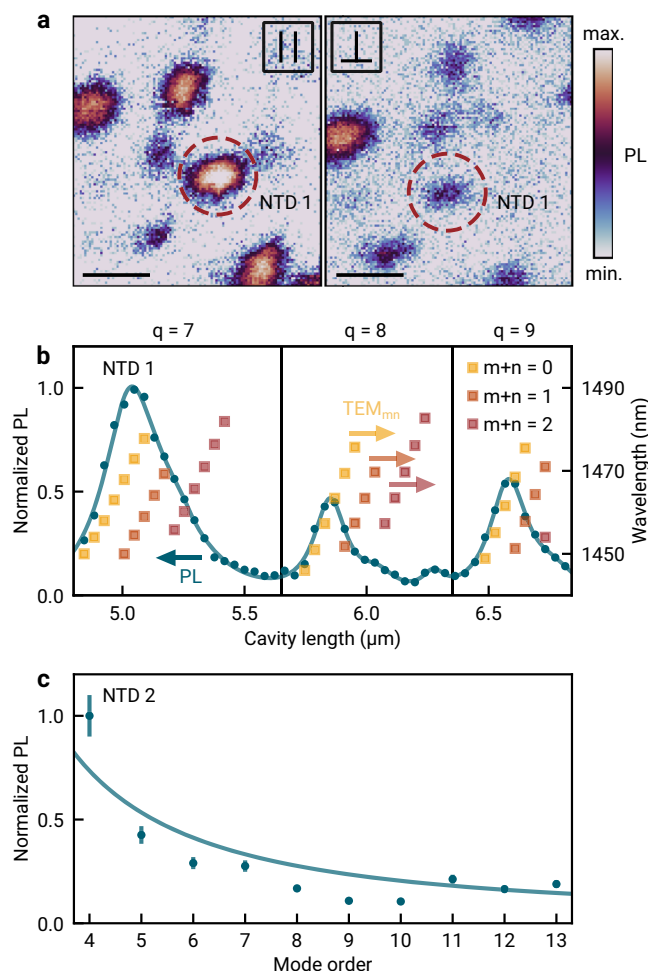 a
max.
PL
min.
NTD 1
NTD 1
q = 7
q = 8
q = 9
b
NTD 1
m+n = 0
m+n = 1
m+n = 2
TEMmn
PL
Normalized PL
1.0
0.5
0.0
1490
1470
1450
Wavelength (nm)
5.0
5.5
6.0
6.5
Cavity length (μm)
c
NTD 2
Normalized PL
1.0
0.5
0.0
4
5
6
7
8
9
10
11
12
13
Mode order